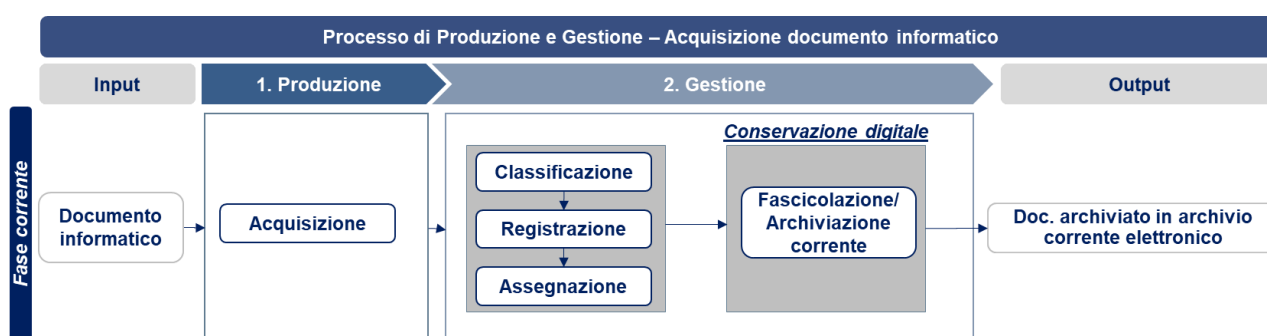 Processo di Produzione e Gestione – Acquisizione documento informatico
Input
1. Produzione
2. Gestione
Output
Fase corrente
Documento
informatico
Acquisizione
Classificazione
Registrazione
Assegnazione
Conservazione digitale
Fascicolazione/
Archiviazione
corrente
Doc. archiviato in archivio
corrente elettronico